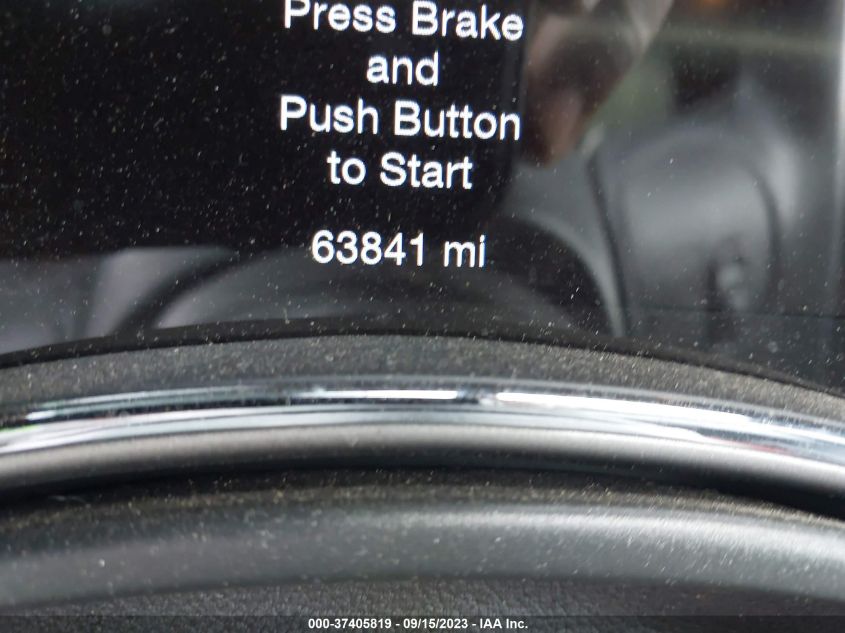 Press Brake
and
Push Button
to Start
63841 mi
000-37405819 - 09/15/2023 - IAA Inc.